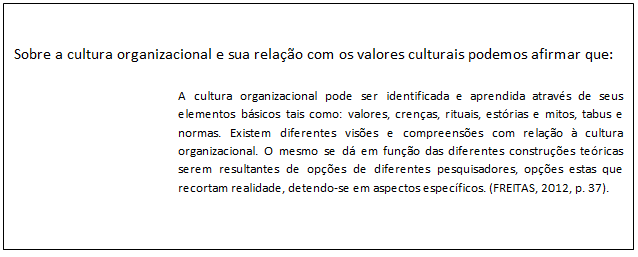 Sobre a cultura organizacional e sua relação com os valores culturais podemos afirmar que:
A cultura organizacional pode ser identificada e aprendida através de seus
elementos básicos tais como: valores, crenças, rituais, estórias e mitos, tabus e
normas. Existem diferentes visões e compreensões com relação à cultura
organizacional. O mesmo se dá em função das diferentes construções teóricas
serem resultantes de opções de diferentes pesquisadores, opções estas que
recortam realidade, detendo-se em aspectos específicos. (FREITAS, 2012, p. 37).